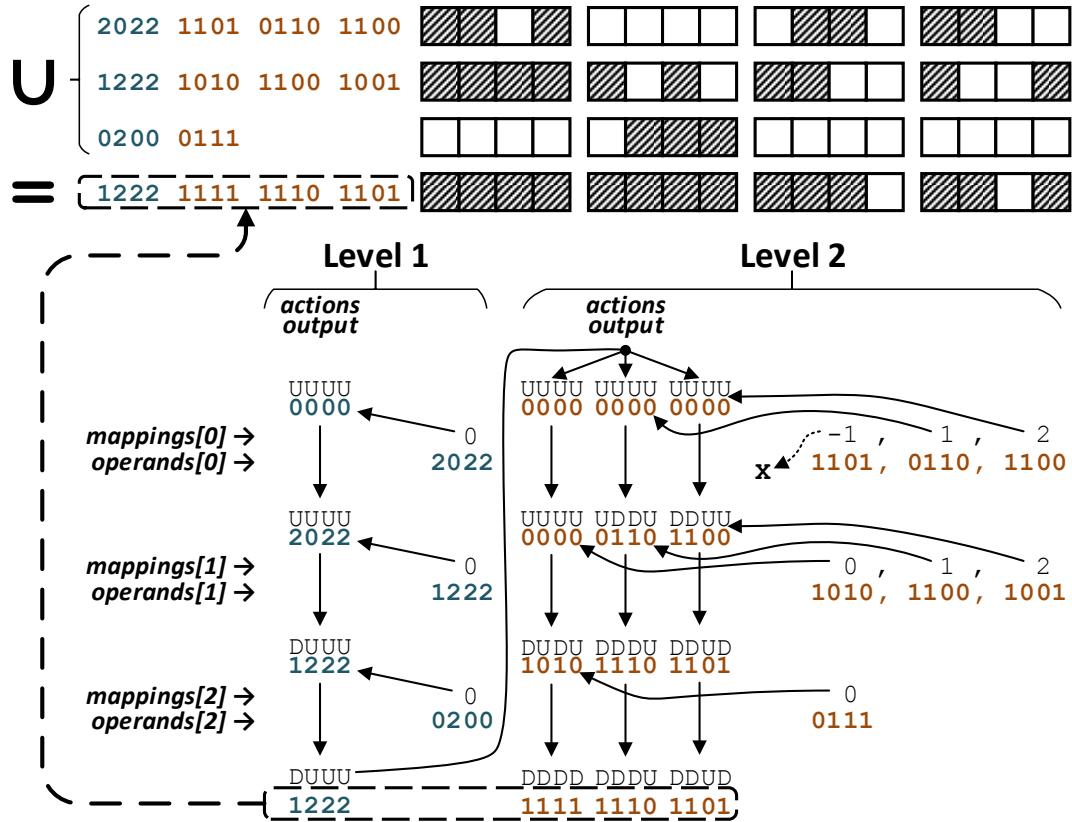 2022 1101 0110 1100
∪ 1222 1010 1100 1001
0200 0111
= 1222 1111 1110 1101
Level 1 Level 2
actions actions
output output
UUUU UUUU UUUU UUUU
0000 0000 0000 0000
mappings[0] → 0 -1 , 1 , 2
operands[0] → 2022 x 1101, 0110, 1100
UUUU UUUU UDDU DDUU
2022 0000 0110 1100
mappings[1] → 0 0 , 1 , 2
operands[1] → 1222 1010, 1100, 1001
DUUU DUDU DDDU DDUD
1222 1010 1110 1101
mappings[2] → 0 0
operands[2] → 0200 0111
DUUU DDDD DDDU DDUD
1222 1111 1110 1101